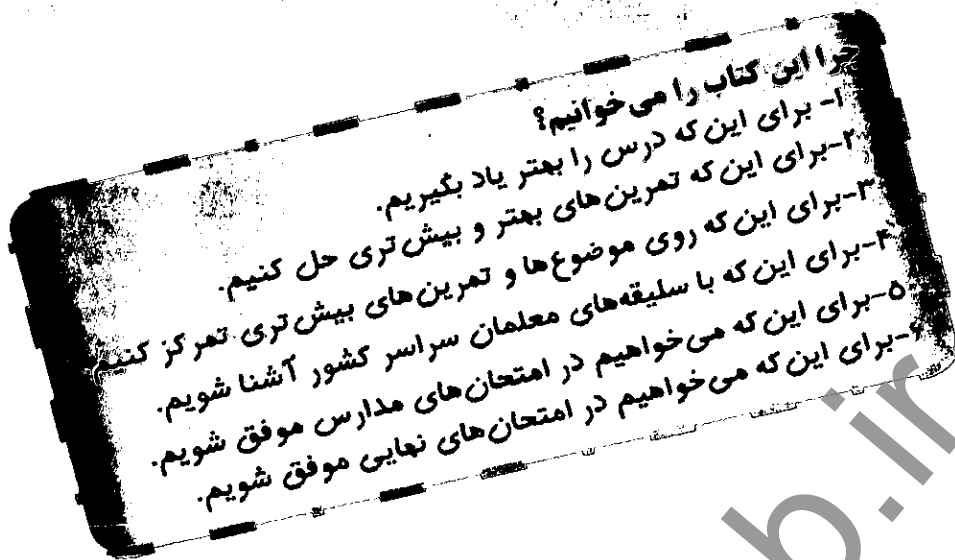 چرا این کتاب را می‌خوانیم؟
۱- برای این که درس را بهتر یاد بگیریم.
۲-برای این که تمرین‌های بهتر و بیش‌تری حل کنیم.
۳-برای این که روی موضوع‌ها و تمرین‌های بیش‌تری تمرکز کنیم.
۴-برای این که با سلیقه‌های معلمان سراسر کشور آشنا شویم.
۵-برای این که می‌خواهیم در امتحان‌های مدارس موفق شویم.
۶-برای این که می‌خواهیم در امتحان‌های نهایی موفق شویم.
b.ir